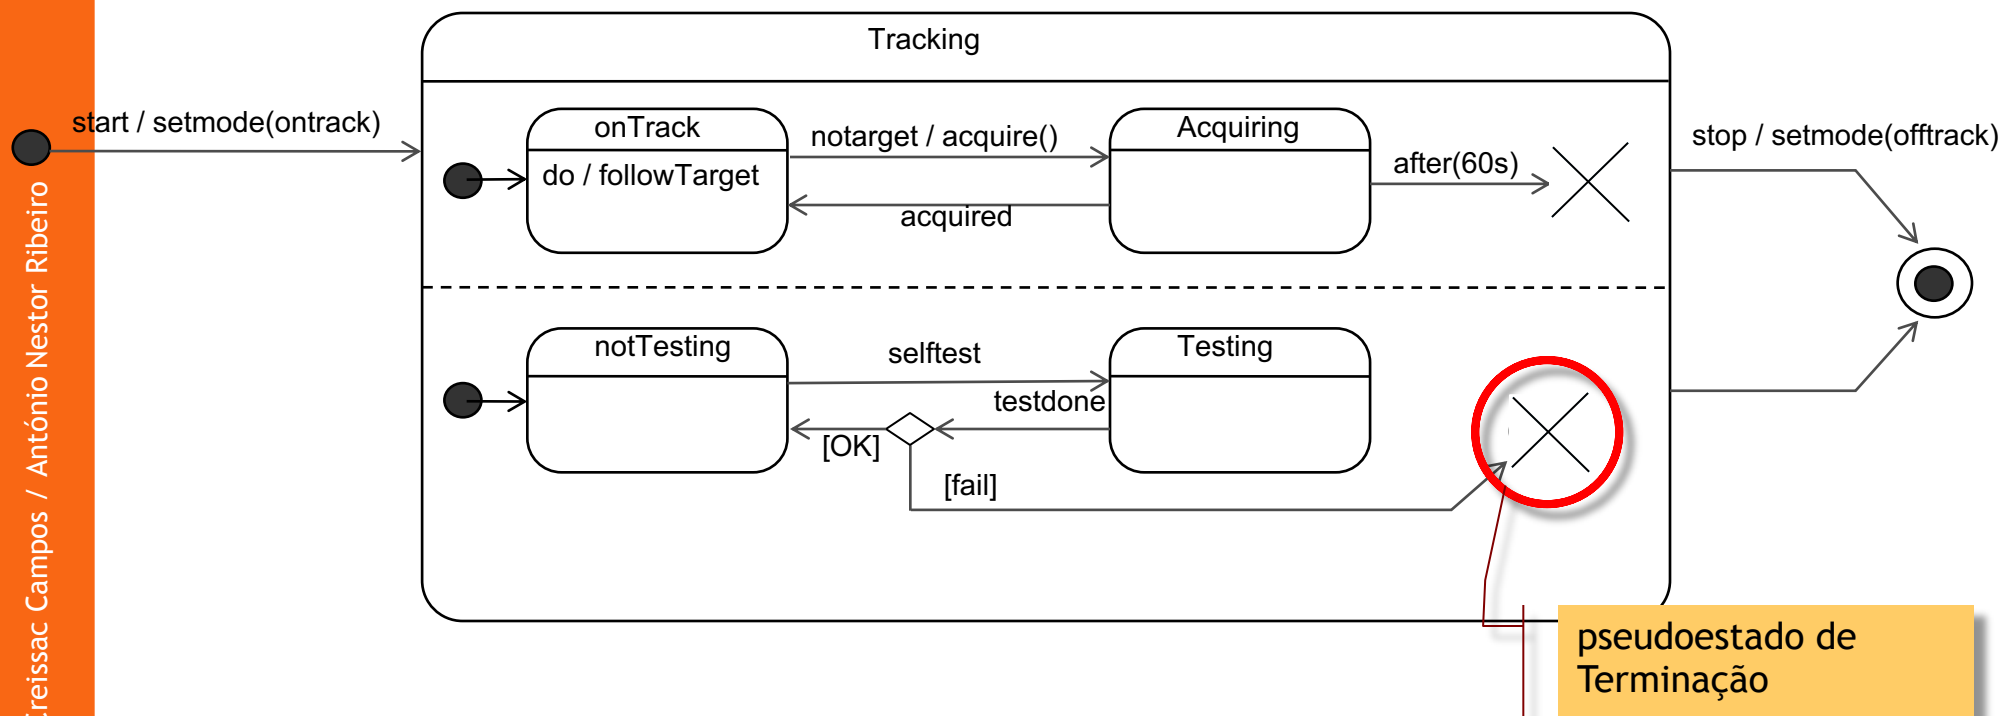 Tracking
start / setmode(ontrack)
onTrack
do / followTarget
notarget / acquire()
acquired
Acquiring
after(60s)
stop / setmode(offtrack)
notTesting
selftest
Testing
testdone
[OK]
[fail]
pseudoestado de
Terminação
Creissac Campos / António Nestor Ribeiro